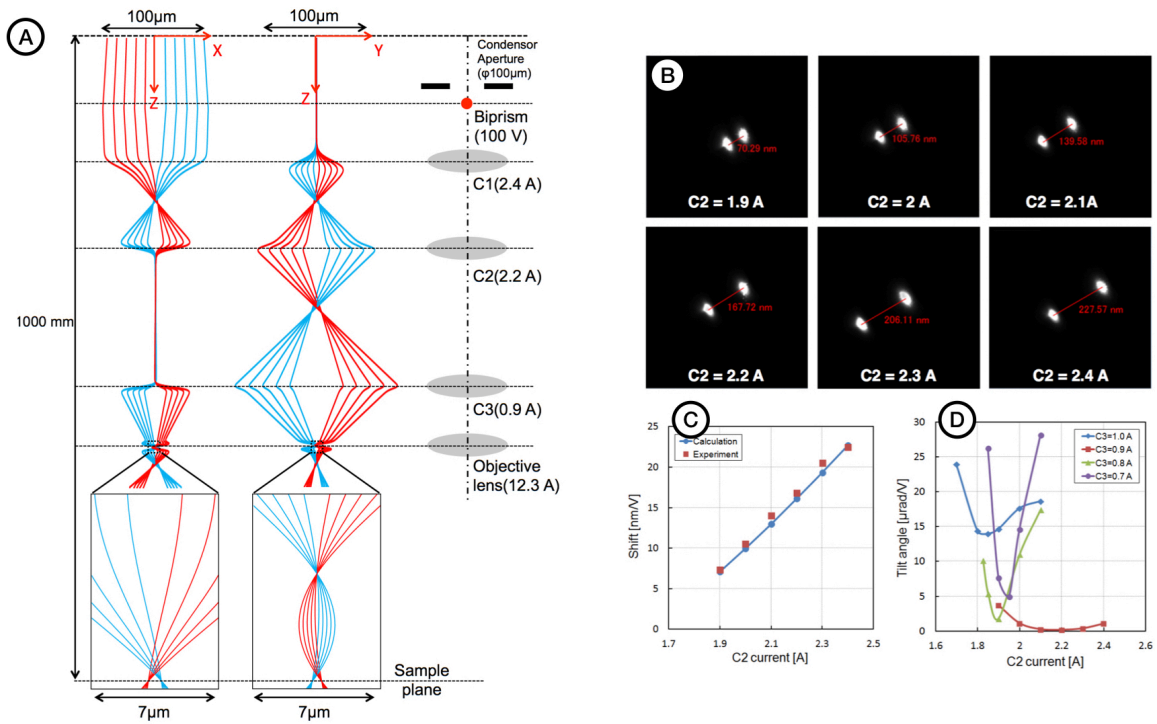 A
100µm
100µm
X
Y
Z
Z
Condensor
Aperture
(φ100µm)
Biprism
(100 V)
C1(2.4 A)
C2(2.2 A)
1000 mm
C3(0.9 A)
Objective
lens(12.3 A)
Sample
plane
7µm
7µm
B
70.29 nm
C2 = 1.9 A
105.76 nm
C2 = 2 A
139.58 nm
C2 = 2.1A
167.72 nm
C2 = 2.2 A
206.11 nm
C2 = 2.3 A
227.57 nm
C2 = 2.4 A
C
Calculation
Experiment
Shift [nm/V]
25
20
15
10
5
0
1.7
1.9
2.1
2.3
2.5
C2 current [A]
D
C3=1.0 A
C3=0.9 A
C3=0.8 A
C3=0.7 A
Tilt angle [µrad/V]
30
25
20
15
10
5
0
1.6
1.8
2
2.2
2.4
2.6
C2 current [A]